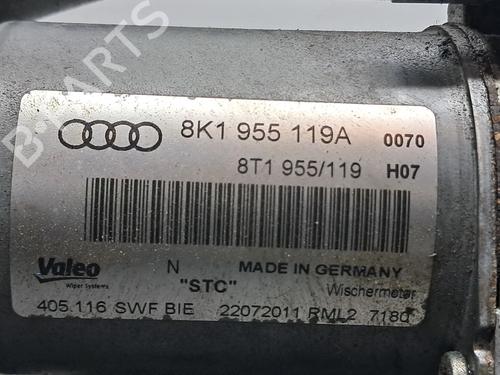 B-PARTS
8K1 955 119A 0070
8T1 955/119 H07
Valeo
Wiper Systems
N
MADE IN GERMANY
"STC"
Wischermotor
405.116 SWF BIE 22072011 RML2 7180